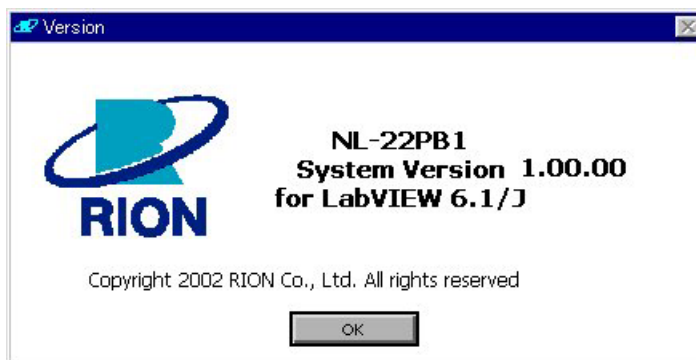 Version
NL-22PB1
System Version 1.00.00
for LabVIEW 6.1/J
RION
Copyright 2002 RION Co., Ltd. All rights reserved
OK